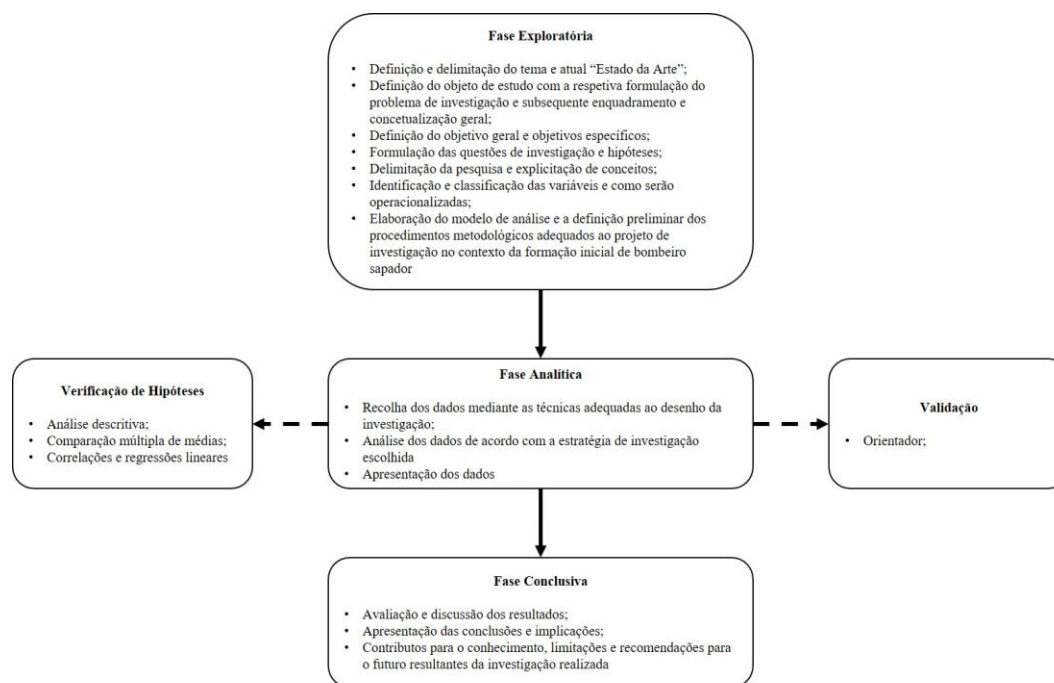 Fase Exploratória
• Definição e delimitação do tema e atual “Estado da Arte”;
• Definição do objeto de estudo com a respetiva formulação do
problema de investigação e subsequente enquadramento e
concetualização geral;
• Definição do objetivo geral e objetivos específicos;
• Formulação das questões de investigação e hipóteses;
• Delimitação da pesquisa e explicitação de conceitos;
• Identificação e classificação das variáveis e como serão
operacionalizadas;
• Elaboração do modelo de análise e a definição preliminar dos
procedimentos metodológicos adequados ao projeto de
investigação no contexto da formação inicial de bombeiro
sapador
Verificação de Hipóteses
• Análise descritiva;
• Comparação múltipla de médias;
• Correlações e regressões lineares
Fase Analítica
• Recolha dos dados mediante as técnicas adequadas ao desenho da
investigação;
• Análise dos dados de acordo com a estratégia de investigação
escolhida
• Apresentação dos dados
Validação
• Orientador;
Fase Conclusiva
• Avaliação e discussão dos resultados;
• Apresentação das conclusões e implicações;
• Contributos para o conhecimento, limitações e recomendações para
o futuro resultantes da investigação realizada